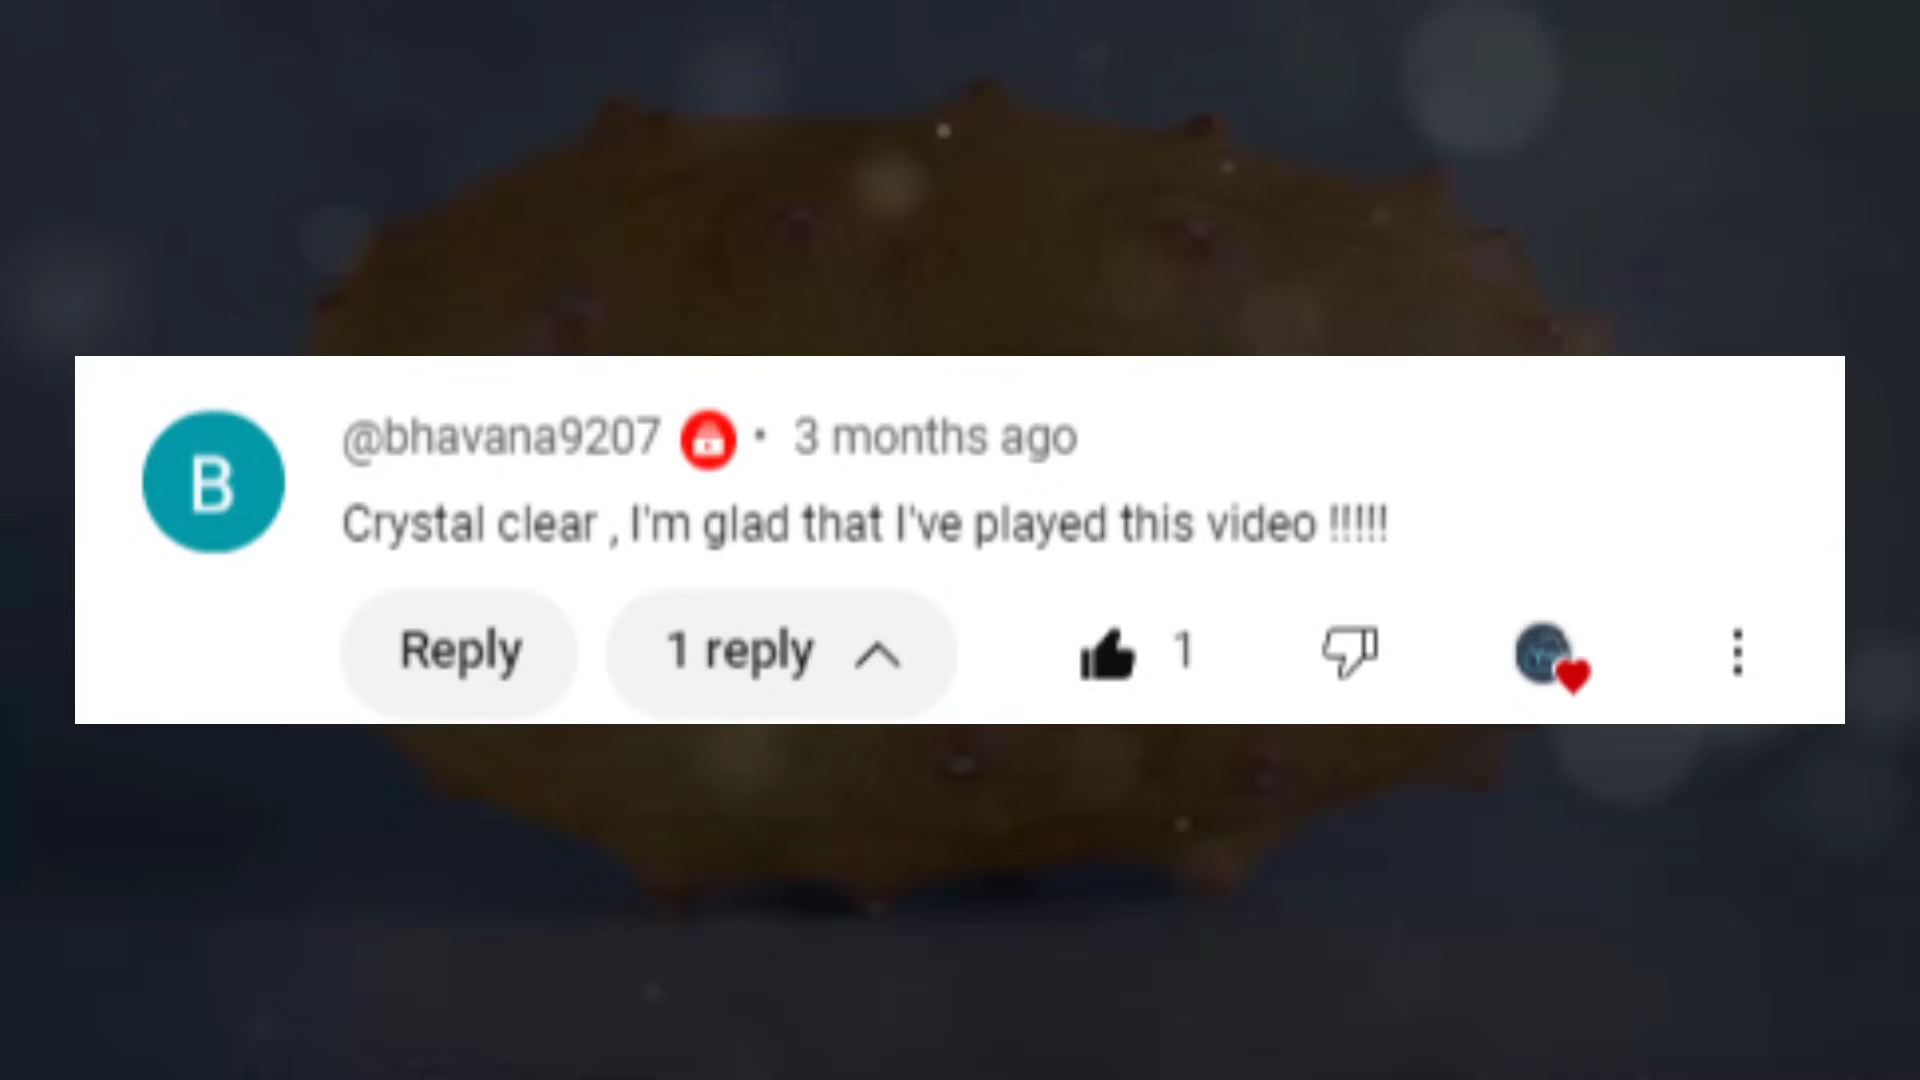 B
@bhavana9207 • 3 months ago
Crystal clear , I'm glad that I've played this video !!!!!
Reply 1 reply 1